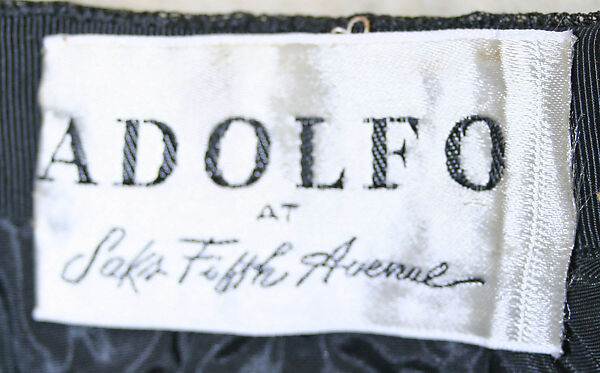 ADOLFO
AT
Saks Fifth Avenue